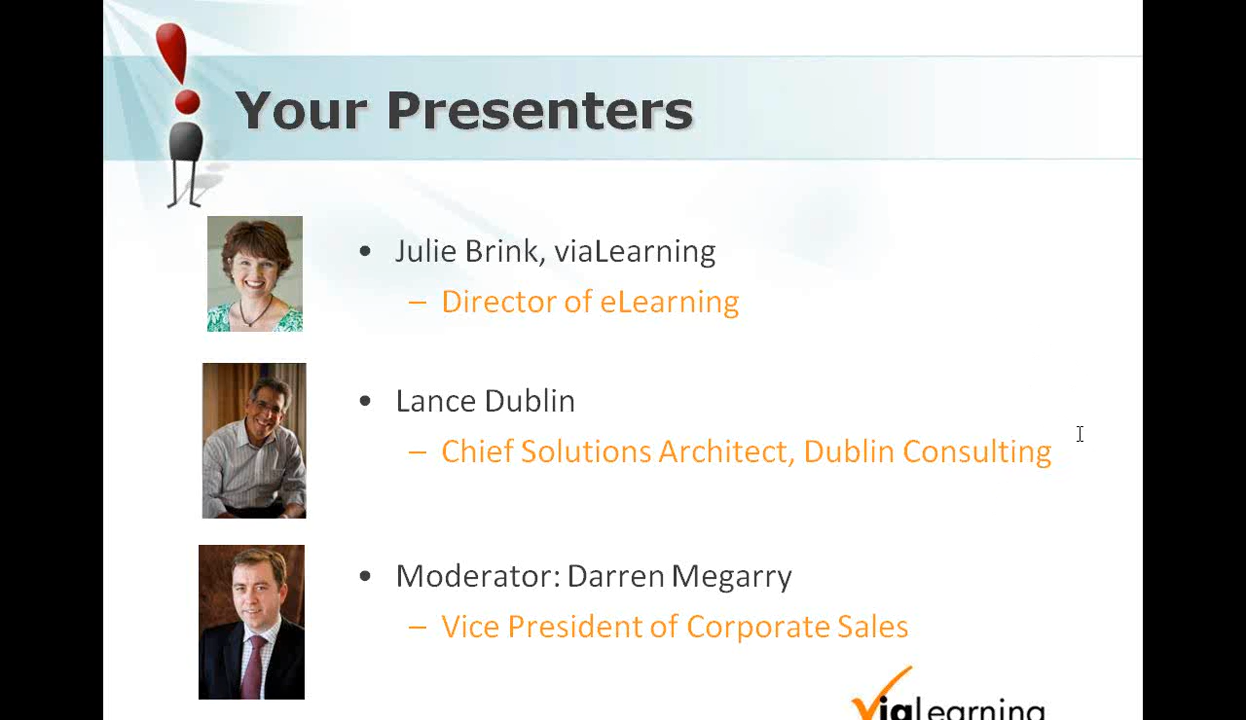 Your Presenters
• Julie Brink, viaLearning
– Director of eLearning
• Lance Dublin
– Chief Solutions Architect, Dublin Consulting
• Moderator: Darren Megarry
– Vice President of Corporate Sales
viaLearning